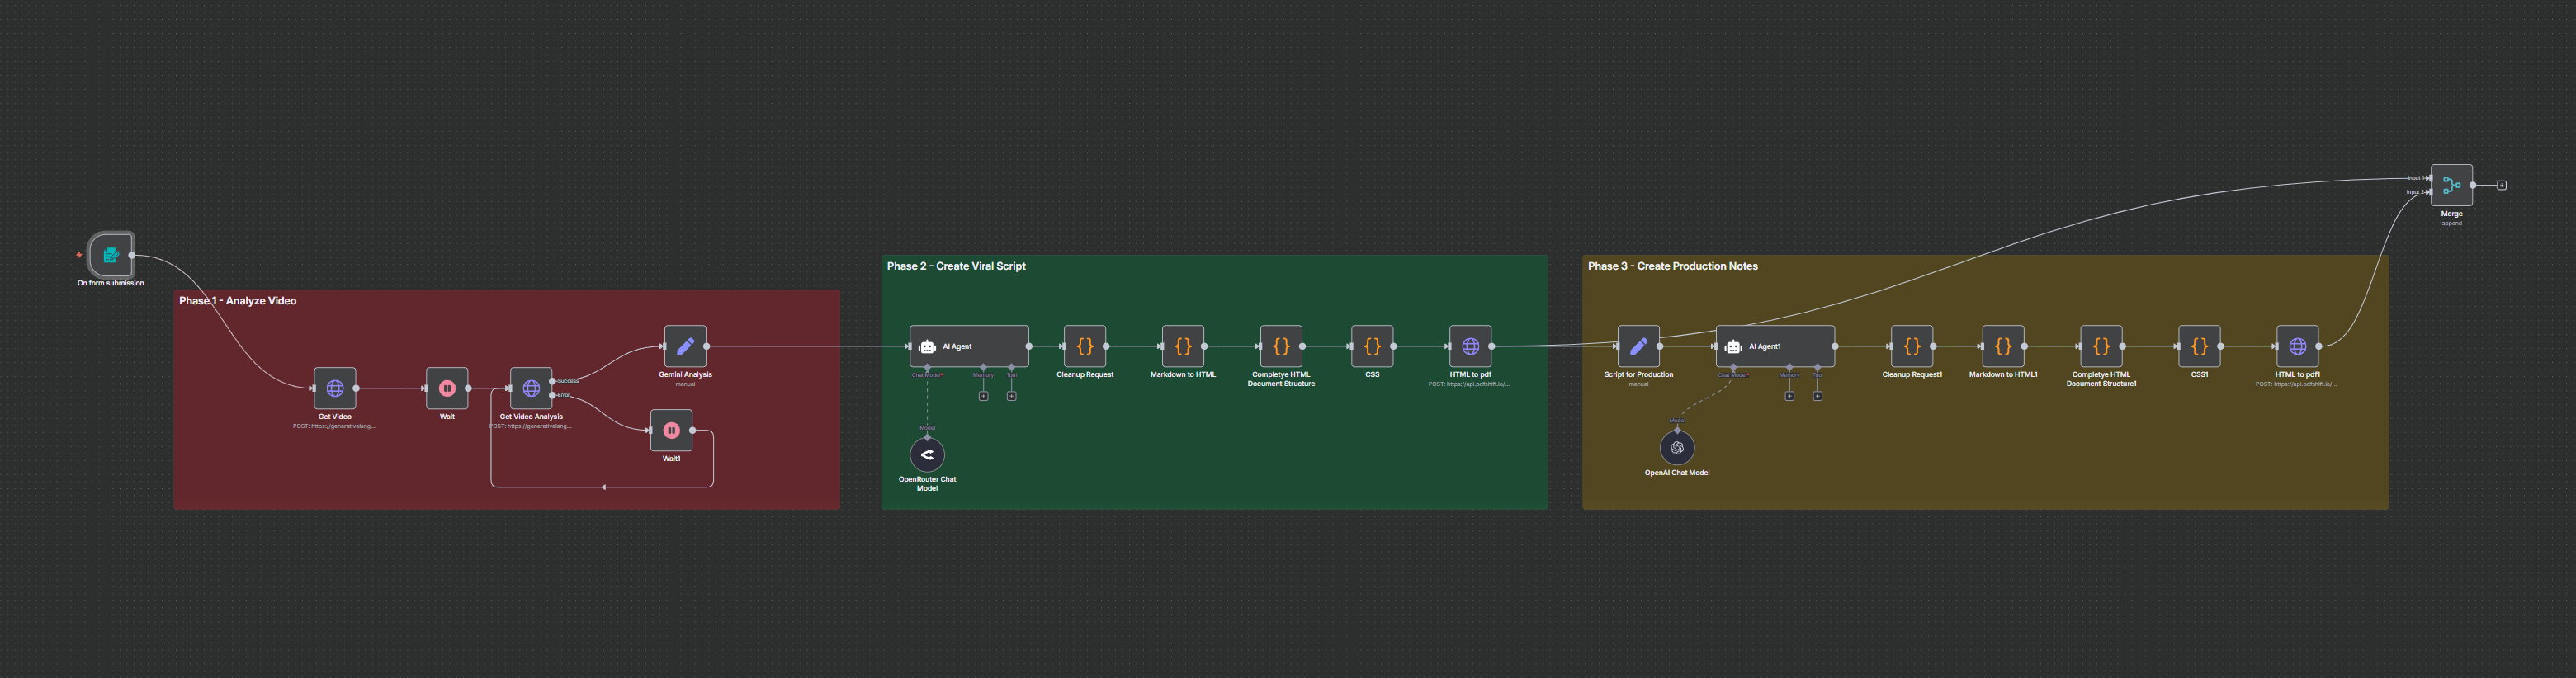 On form submission
Phase 1 - Analyze Video
Get Video
POST: https://generativelang...
Wait
Get Video Analysis
POST: https://generativelang...
Success
Error
Gemini Analysis
manual
Wait1
Phase 2 - Create Viral Script
AI Agent
Chat Model*
Memory
Tool
Model
OpenRouter Chat
Model
Cleanup Request
Markdown to HTML
Completye HTML
Document Structure
CSS
HTML to pdf
POST: https://api.pdfshift.io/...
Phase 3 - Create Production Notes
Script for Production
manual
AI Agent1
Chat Model*
Memory
Tool
Model
OpenAI Chat Model
Cleanup Request1
Markdown to HTML1
Completye HTML
Document Structure1
CSS1
HTML to pdf1
POST: https://api.pdfshift.io/...
Input 1
Input 2
Merge
append